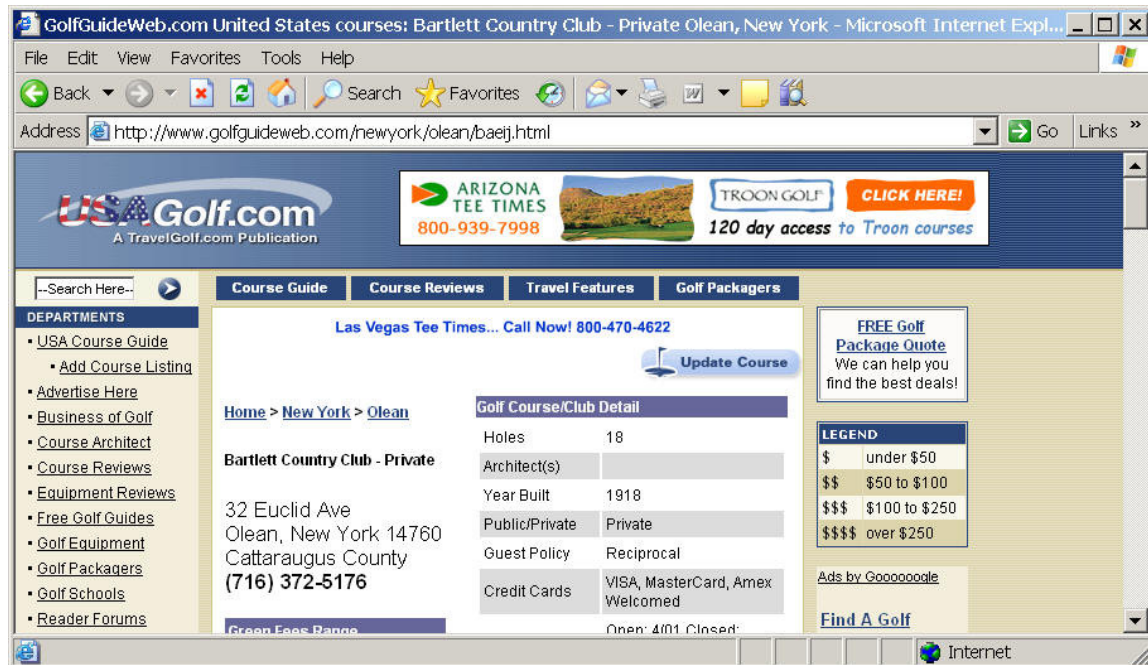 GolfGuideWeb.com United States courses: Bartlett Country Club - Private Olean, New York - Microsoft Internet Expl...
File Edit View Favorites Tools Help
Back Search Favorites
Address http://www.golfguideweb.com/newyork/olean/baeij.html Go Links »
USAGolf.com
A TravelGolf.com Publication
ARIZONA
TEE TIMES
800-939-7998
TROON GOLF
CLICK HERE!
120 day access to Troon courses
--Search Here--
Course Guide Course Reviews Travel Features Golf Packagers
DEPARTMENTS
▪ USA Course Guide
▪ Add Course Listing
▪ Advertise Here
▪ Business of Golf
▪ Course Architect
▪ Course Reviews
▪ Equipment Reviews
▪ Free Golf Guides
▪ Golf Equipment
▪ Golf Packagers
▪ Golf Schools
▪ Reader Forums
Las Vegas Tee Times... Call Now! 800-470-4622
Update Course
Home > New York > Olean
Bartlett Country Club - Private
32 Euclid Ave
Olean, New York 14760
Cattaraugus County
(716) 372-5176
Green Fees Range
Golf Course/Club Detail
Holes 18
Architect(s)
Year Built 1918
Public/Private Private
Guest Policy Reciprocal
Credit Cards VISA, MasterCard, Amex
Welcomed
Open: 4/01 Closed:
FREE Golf
Package Quote
We can help you
find the best deals!
LEGEND
$ under $50
$$ $50 to $100
$$$ $100 to $250
$$$$ over $250
Ads by Goooooogle
Find A Golf
Internet